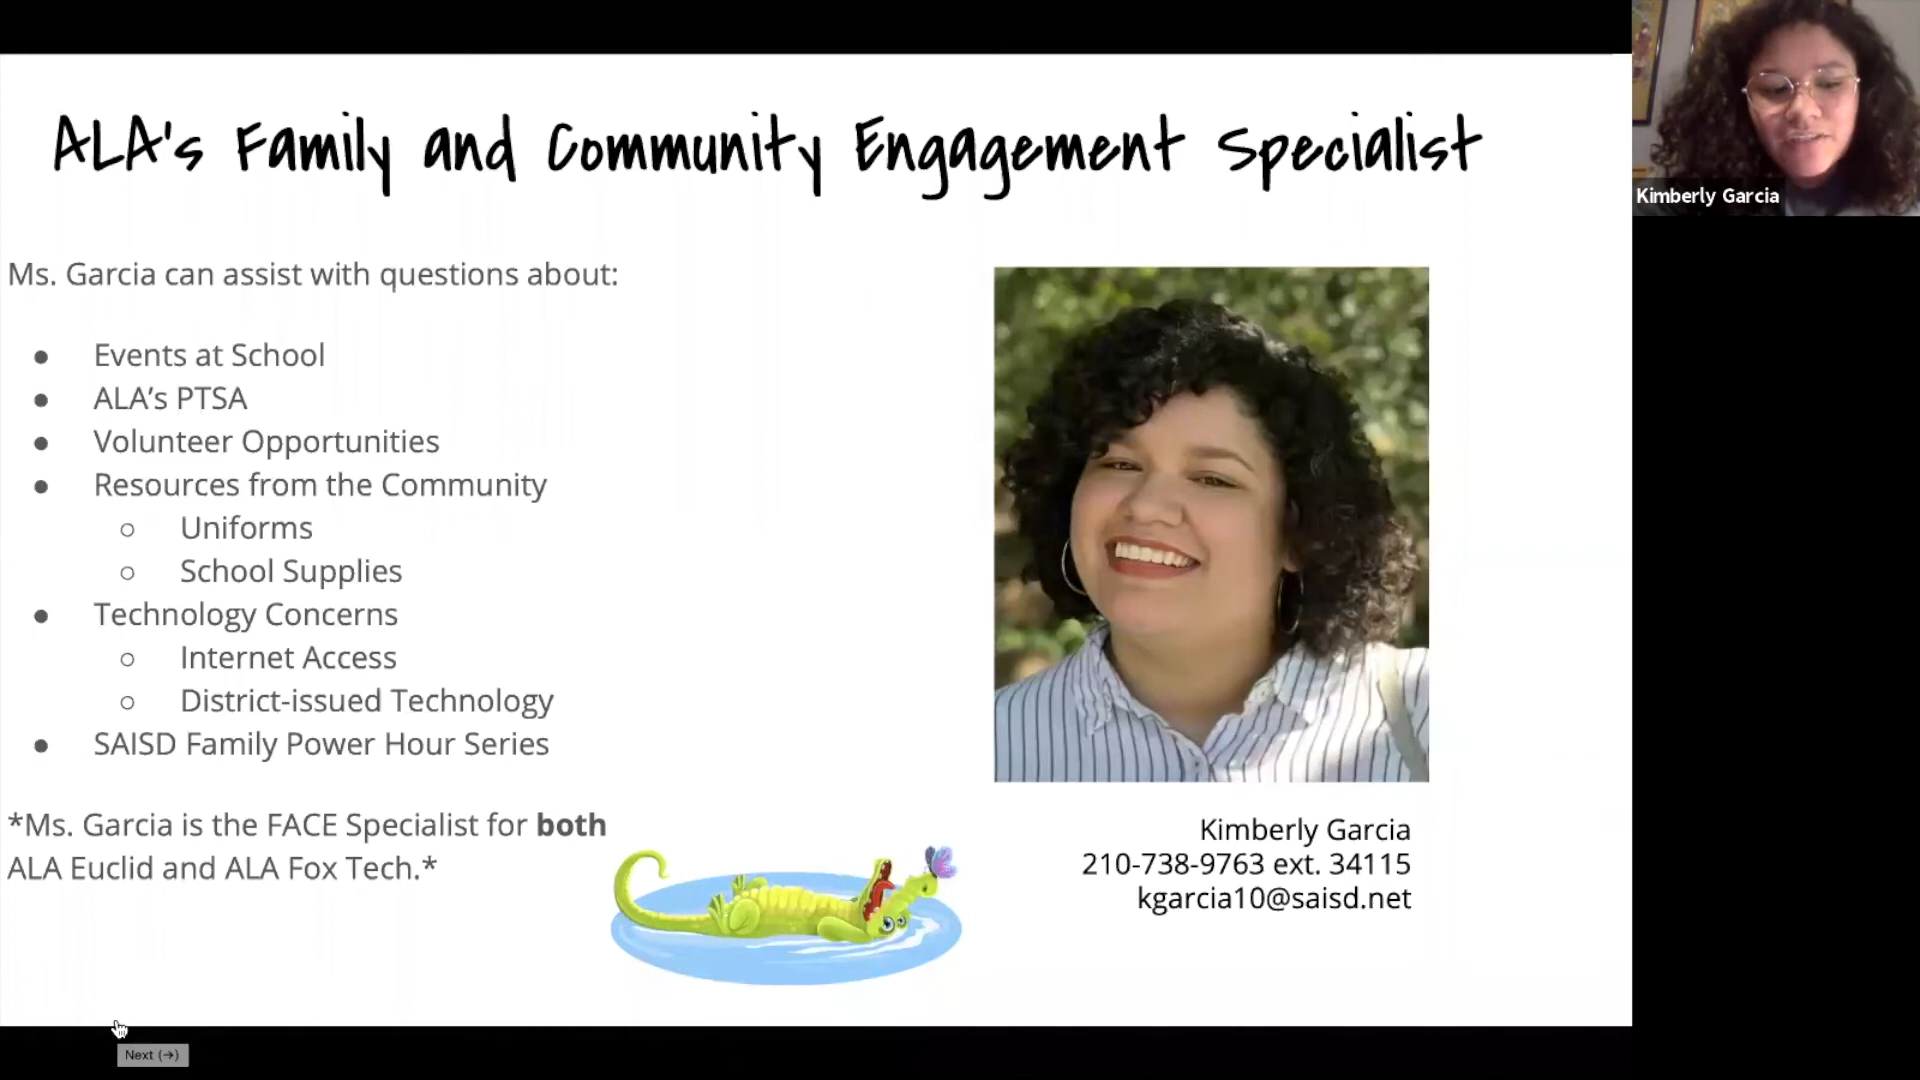 ALA's Family and Community Engagement Specialist
Kimberly Garcia
Ms. Garcia can assist with questions about:
● Events at School
● ALA’s PTSA
● Volunteer Opportunities
● Resources from the Community
○ Uniforms
○ School Supplies
● Technology Concerns
○ Internet Access
○ District-issued Technology
● SAISD Family Power Hour Series
*Ms. Garcia is the FACE Specialist for both
ALA Euclid and ALA Fox Tech.*
Kimberly Garcia
210-738-9763 ext. 34115
kgarcia10@saisd.net
Next (→)